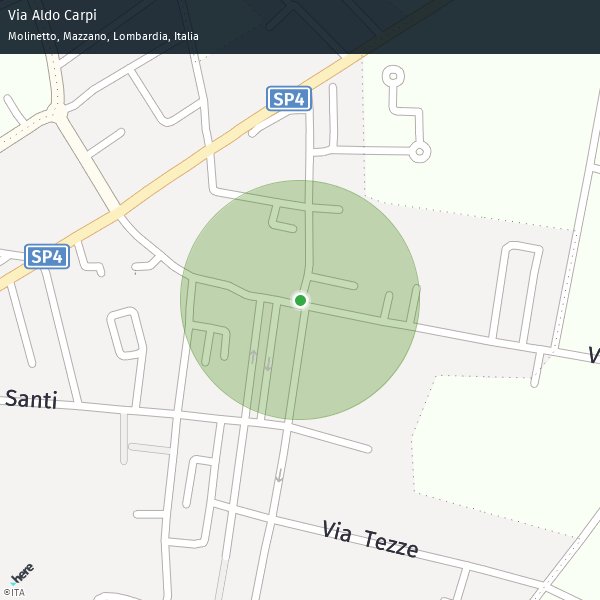 Via Aldo Carpi
Molinetto, Mazzano, Lombardia, Italia
SP4
SP4
V
Santi
Via Tezze
here
©ITA